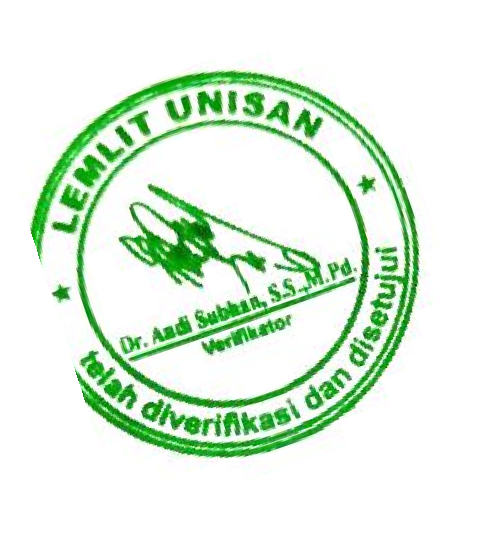 LEMLIT UNISAN
Dr. Andi Subhan, S.S.,M.Pd.
Verifikator
telah diverifikasi dan disetujui